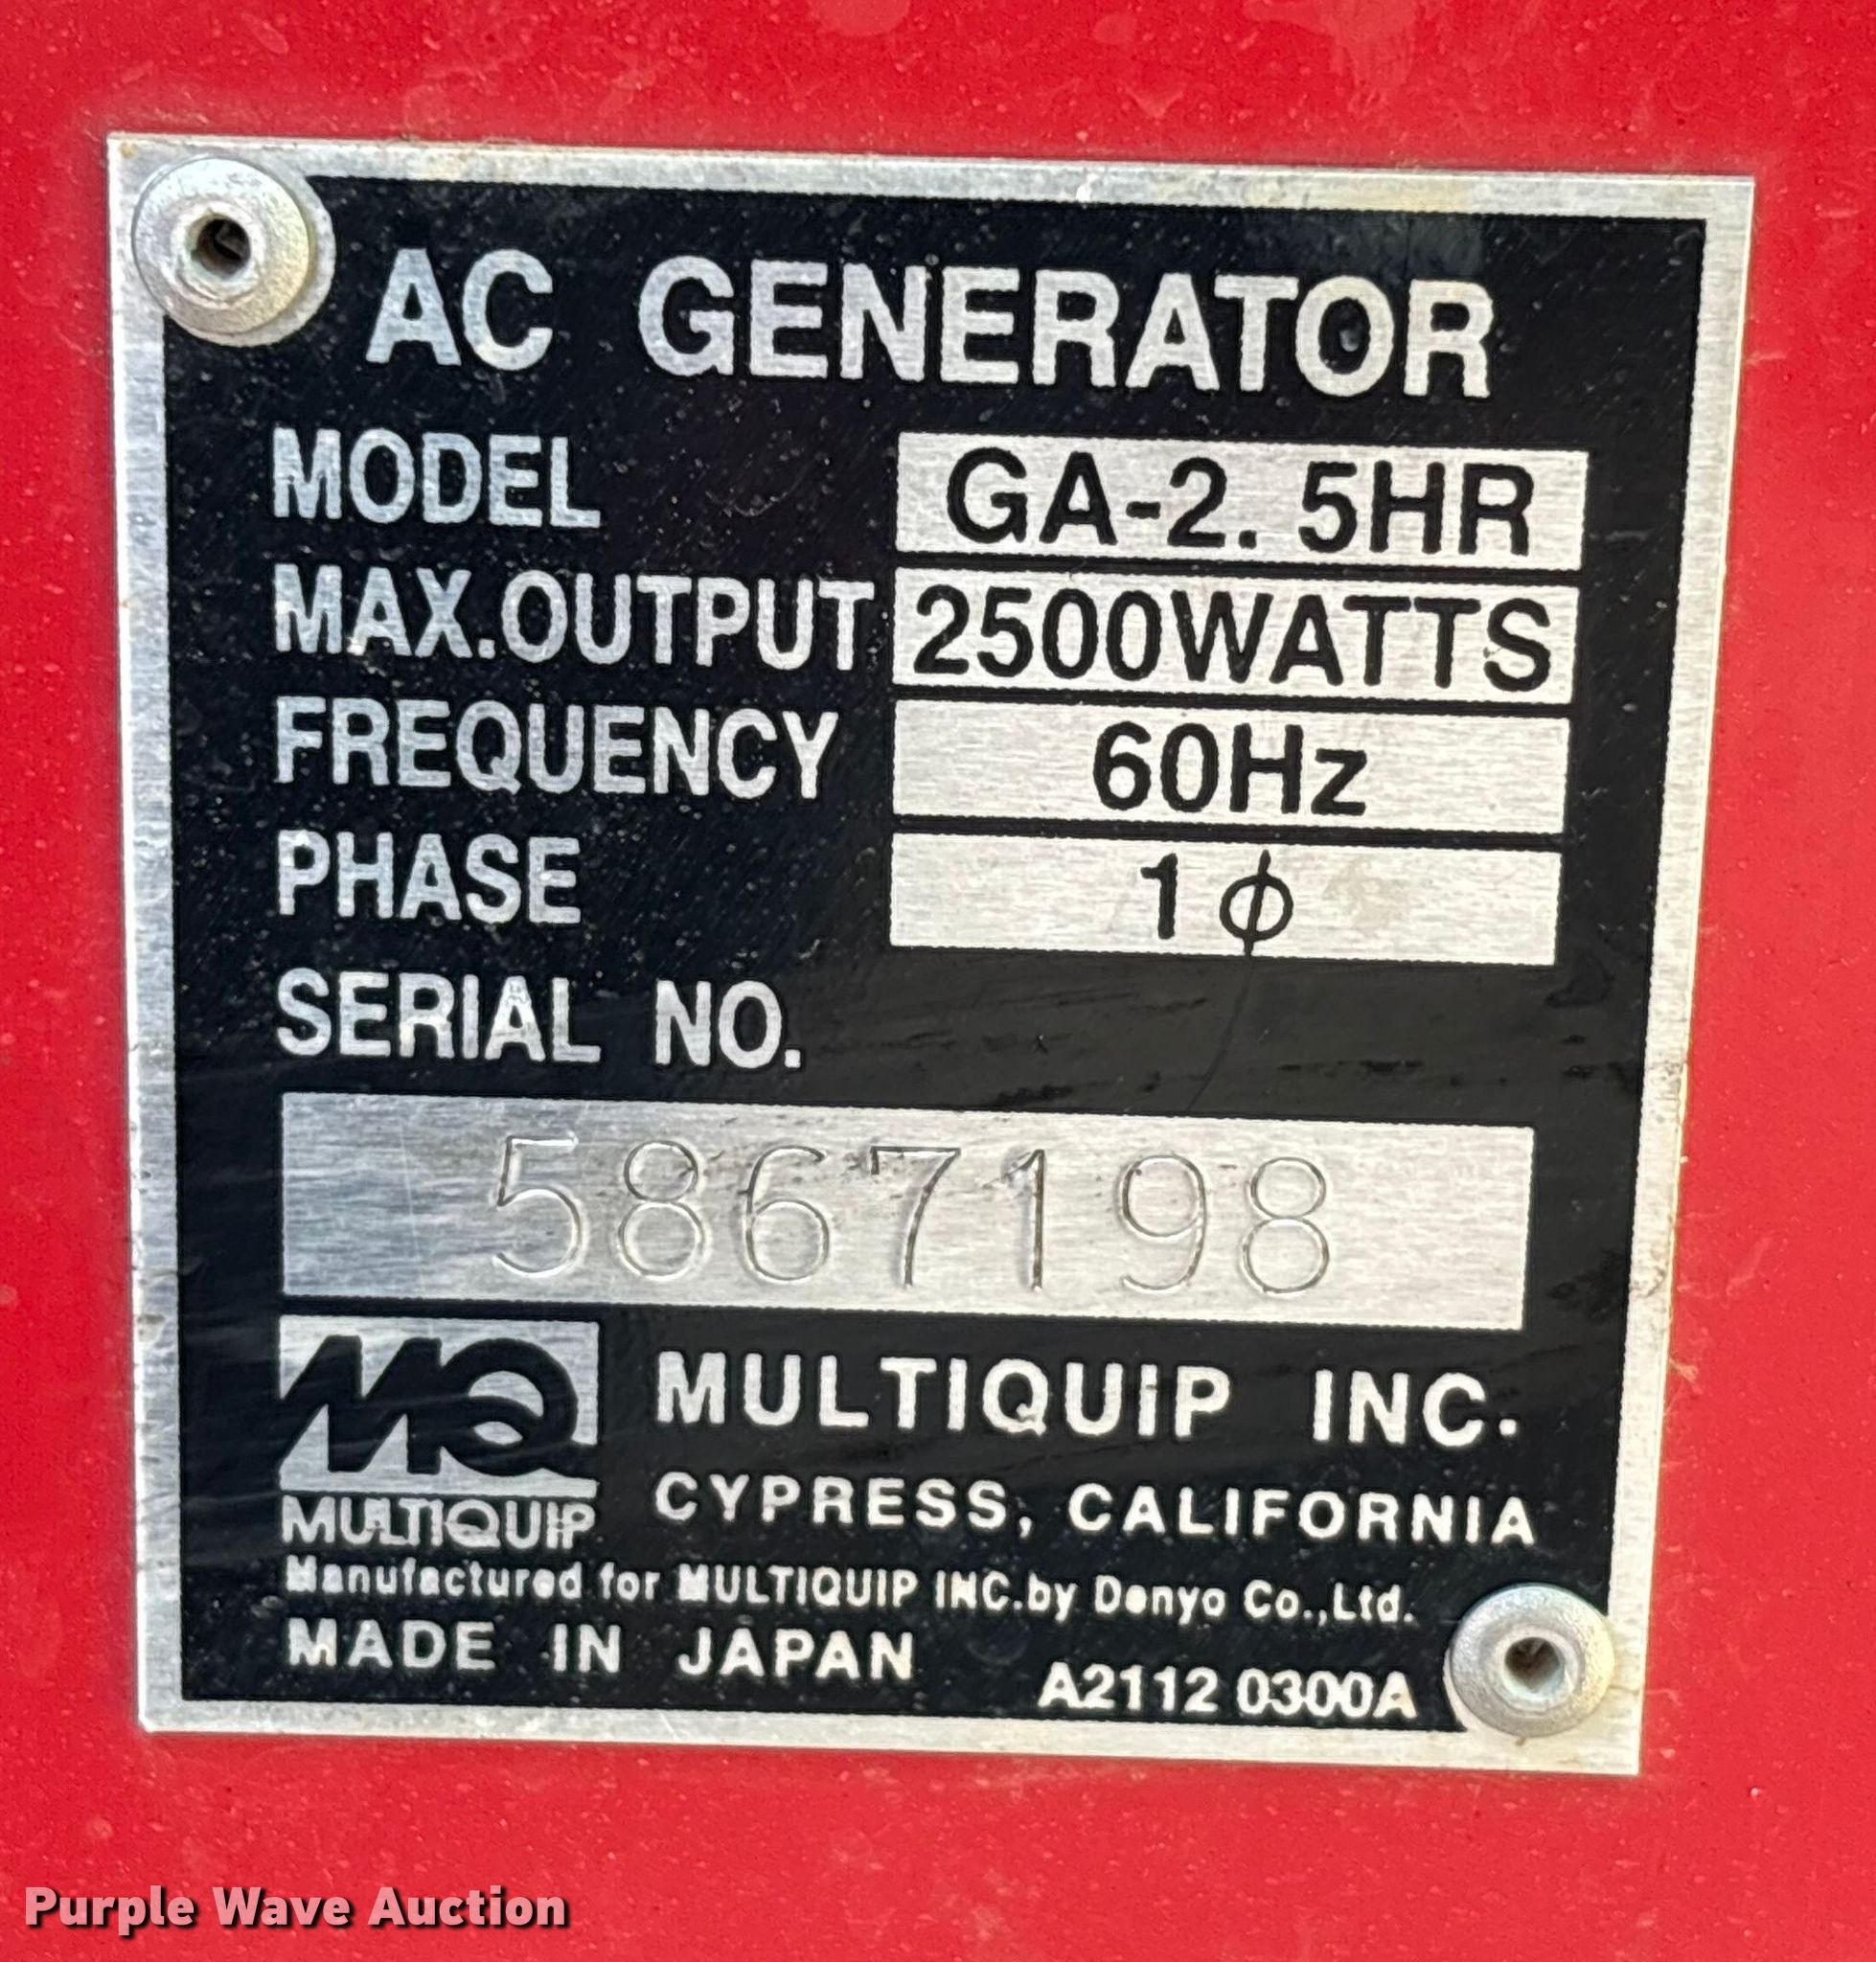 AC GENERATOR
MODEL GA-2.5HR
MAX.OUTPUT 2500WATTS
FREQUENCY 60Hz
PHASE 1ϕ
SERIAL NO.
5867198
MQ
MULTIQUIP
MULTIQUIP INC.
CYPRESS, CALIFORNIA
Manufactured for MULTIQUIP INC.by Denyo Co.,Ltd.
MADE IN JAPAN
A2112 0300A
Purple Wave Auction